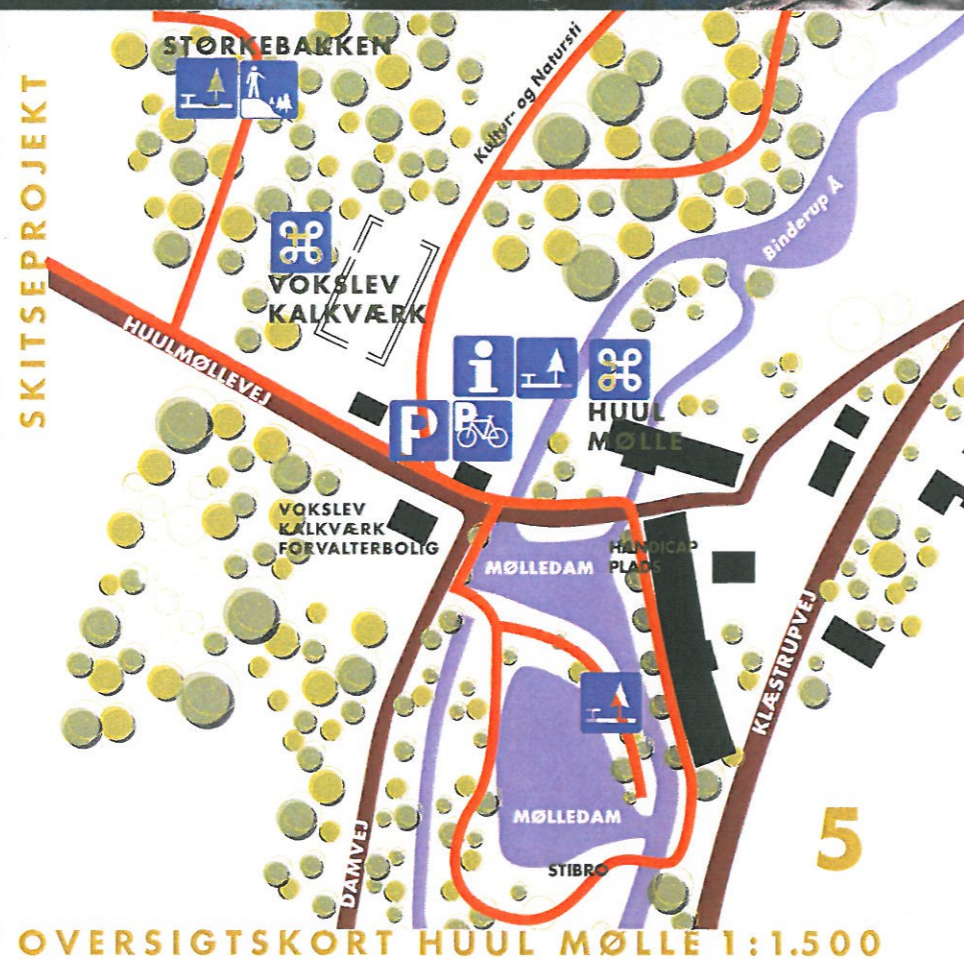 SKITSEPROJEKT
STORKEBAKKEN
Kultur- og Natursti
Binderup Å
VOKSLEV
KALKVÆRK
HUULMØLLEVEJ
i
P
P
HUUL
MØLLE
VOKSLEV
KALKVÆRK
FORVALTERBOLIG
MØLLEDAM
HANDICAP
PLADS
KLÆSTRUPVEJ
MØLLEDAM
DAMVEJ
STIBRO
5
OVERSIGTSKORT HUUL MØLLE 1:1.500